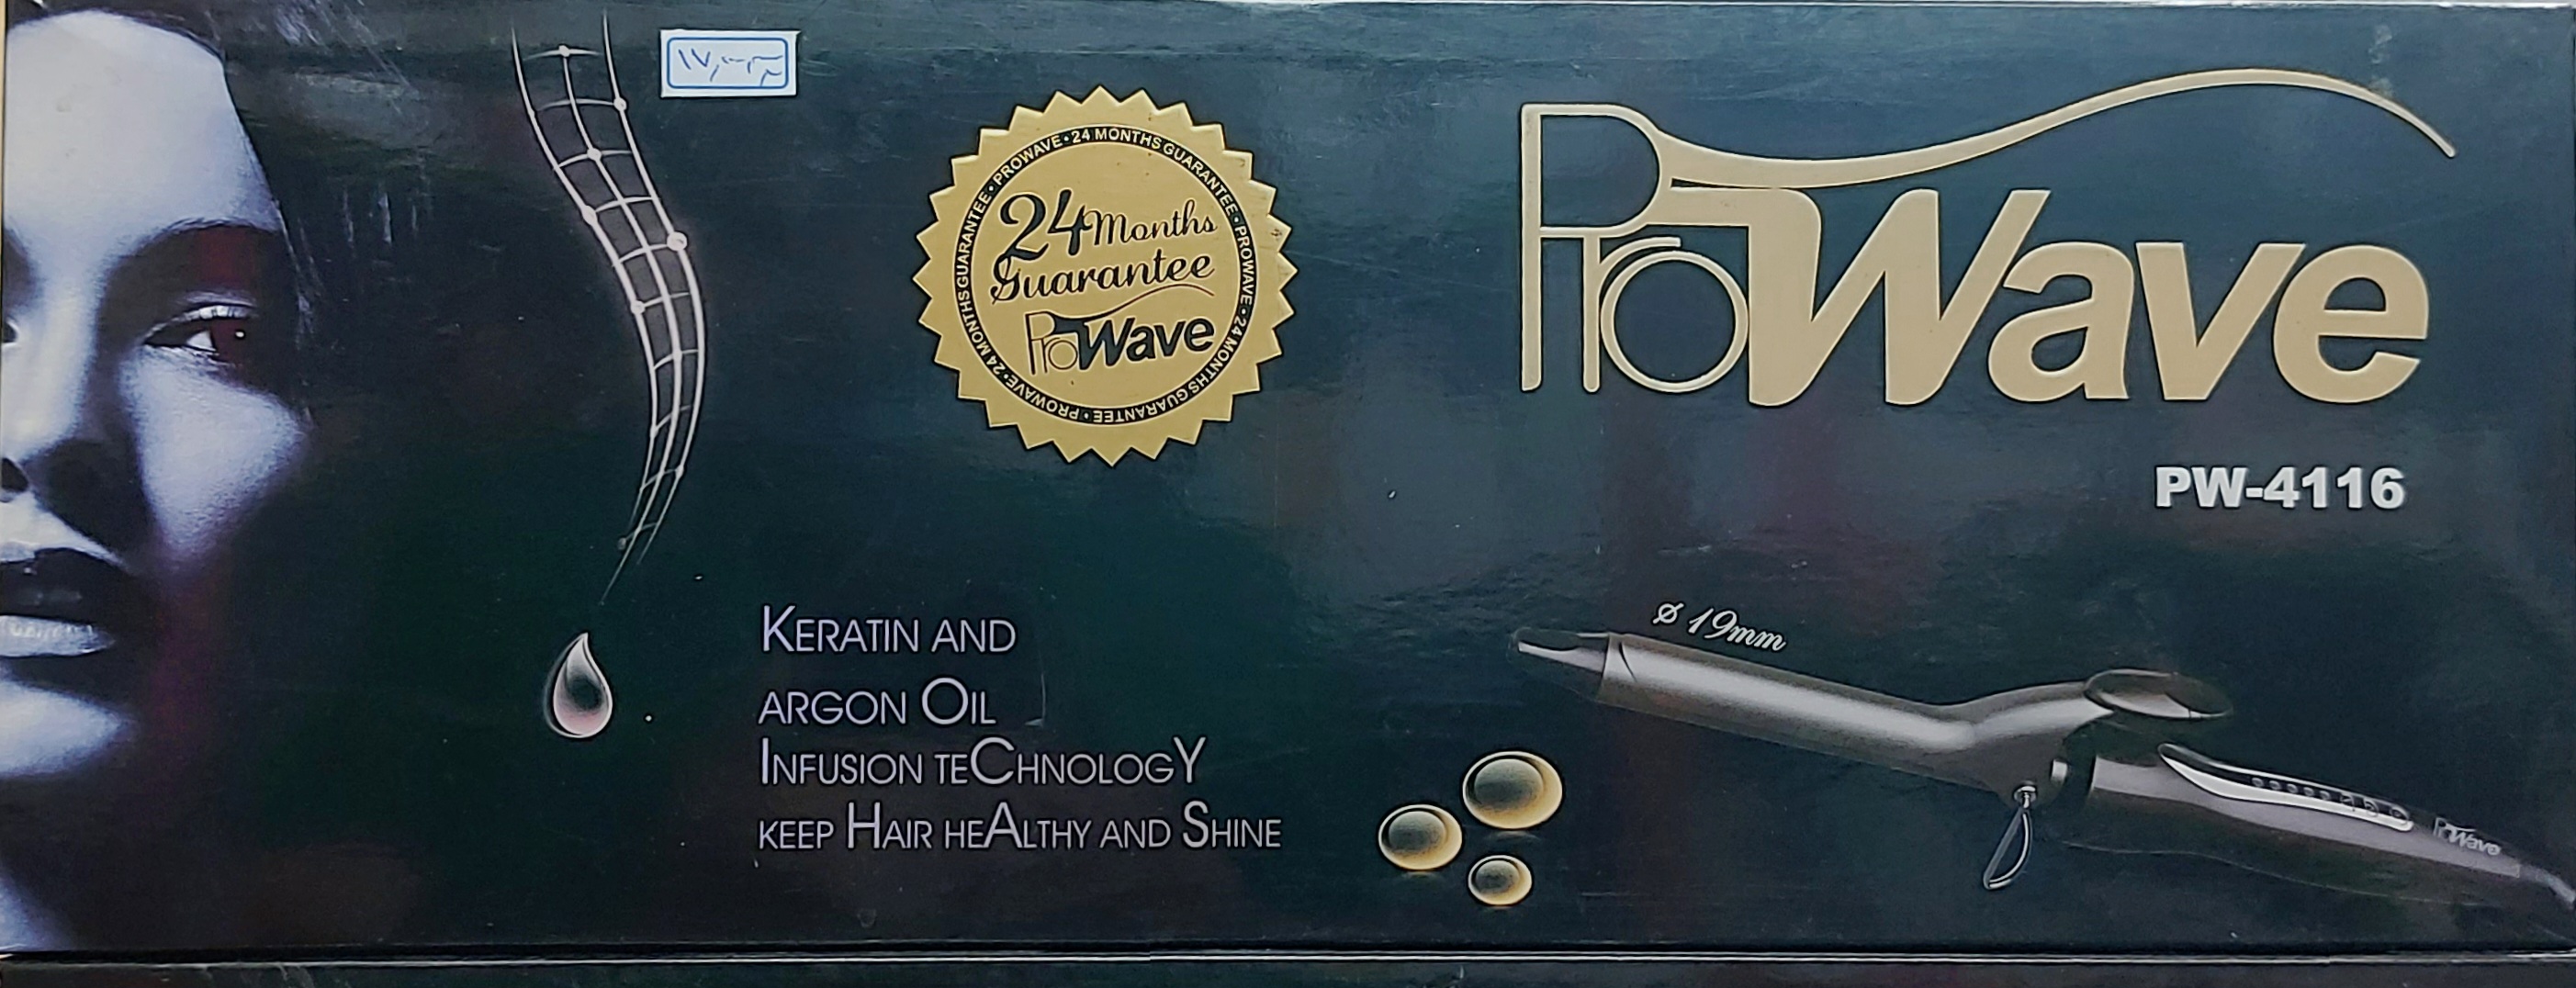 24 Months
Guarantee
ProWave
PROWAVE • 24 MONTHS GUARANTEE • PROWAVE • 24 MONTHS GUARANTEE • PROWAVE • 24 MONTHS GUARANTEE •
ProWave
PW-4116
ø 19mm
KERATIN AND
ARGON OIL
INFUSION TECHNOLOGY
KEEP HAIR HEALTHY AND SHINE
ProWave